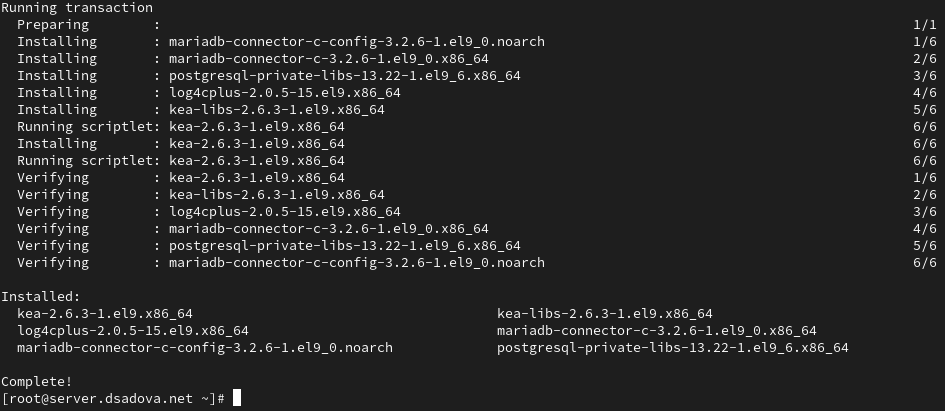 Running transaction
  Preparing        :                                                                                            1/1
  Installing       : mariadb-connector-c-config-3.2.6-1.el9_0.noarch                                            1/6
  Installing       : mariadb-connector-c-3.2.6-1.el9_0.x86_64                                                   2/6
  Installing       : postgresql-private-libs-13.22-1.el9_6.x86_64                                               3/6
  Installing       : log4cplus-2.0.5-15.el9.x86_64                                                              4/6
  Installing       : kea-libs-2.6.3-1.el9.x86_64                                                                5/6
  Running scriptlet: kea-2.6.3-1.el9.x86_64                                                                     6/6
  Installing       : kea-2.6.3-1.el9.x86_64                                                                     6/6
  Running scriptlet: kea-2.6.3-1.el9.x86_64                                                                     6/6
  Verifying        : kea-2.6.3-1.el9.x86_64                                                                     1/6
  Verifying        : kea-libs-2.6.3-1.el9.x86_64                                                                2/6
  Verifying        : log4cplus-2.0.5-15.el9.x86_64                                                              3/6
  Verifying        : mariadb-connector-c-3.2.6-1.el9_0.x86_64                                                   4/6
  Verifying        : postgresql-private-libs-13.22-1.el9_6.x86_64                                               5/6
  Verifying        : mariadb-connector-c-config-3.2.6-1.el9_0.noarch                                            6/6

Installed:
  kea-2.6.3-1.el9.x86_64                                      kea-libs-2.6.3-1.el9.x86_64
  log4cplus-2.0.5-15.el9.x86_64                               mariadb-connector-c-3.2.6-1.el9_0.x86_64
  mariadb-connector-c-config-3.2.6-1.el9_0.noarch             postgresql-private-libs-13.22-1.el9_6.x86_64

Complete!
[root@server.dsadova.net ~]#